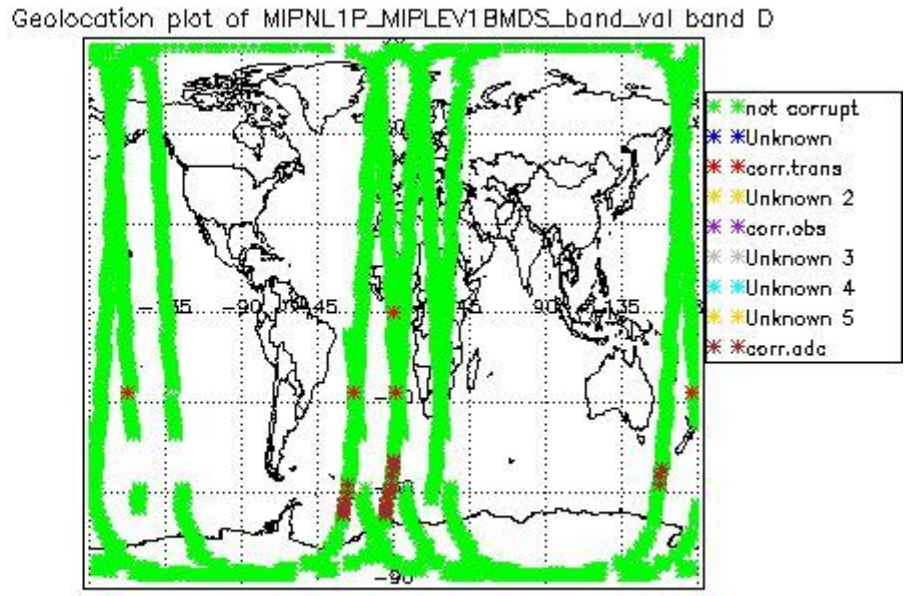 Geolocation plot of MIPNL1P_MIPLEV1BMDS_band_val band D
not corrupt
Unknown
corr.trans
Unknown 2
corr.obs
Unknown 3
Unknown 4
Unknown 5
corr.adc
-90
45
90
135
-90